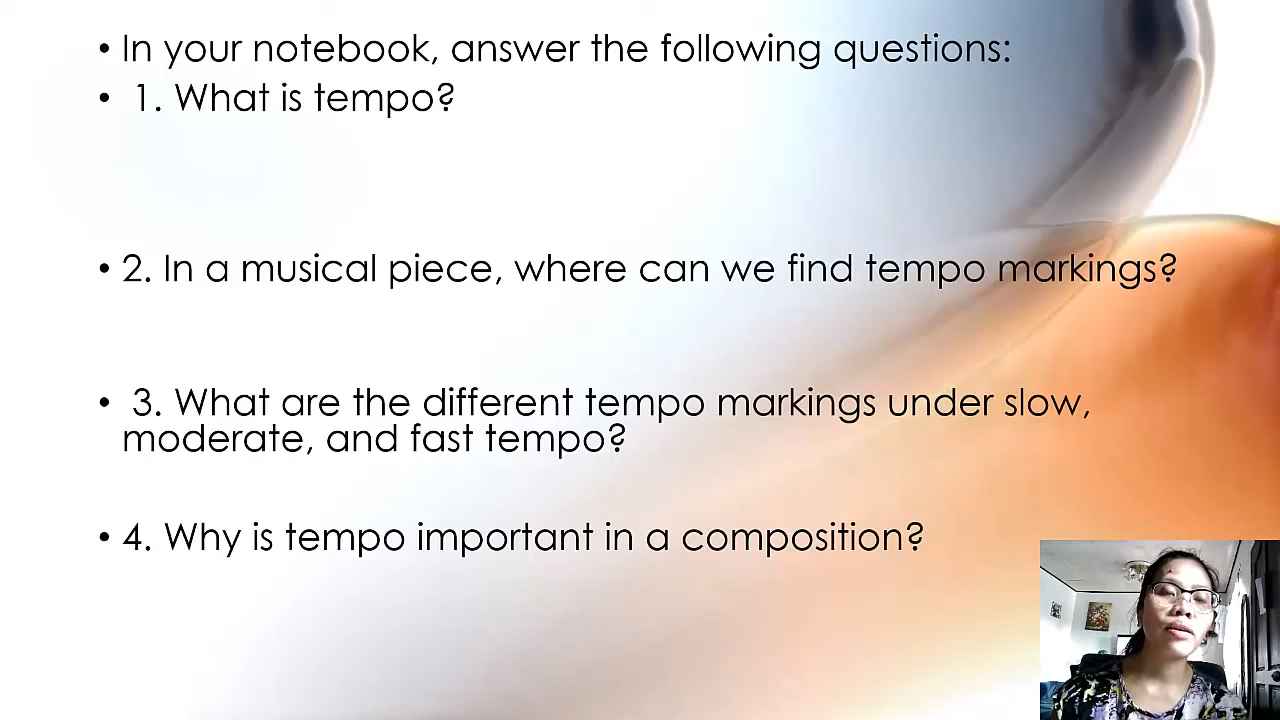 • In your notebook, answer the following questions:
• 1. What is tempo?
• 2. In a musical piece, where can we find tempo markings?
• 3. What are the different tempo markings under slow,
moderate, and fast tempo?
• 4. Why is tempo important in a composition?